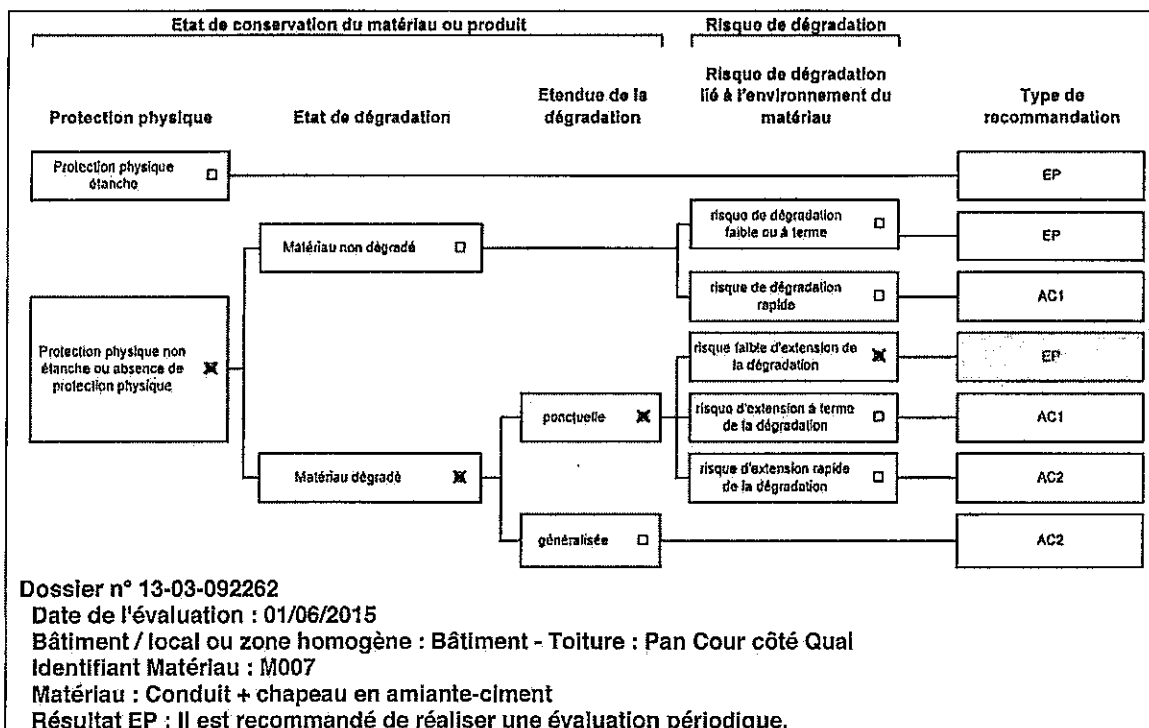 Etat de conservation du matériau ou produit
Risque de dégradation
Protection physique
Etat de dégradation
Etendue de la
dégradation
Risque de dégradation
lié à l'environnement du
matériau
Type de
recommandation
Protection physique
étanche
EP
Protection physique non
étanche ou absence de
protection physique
Matériau non dégradé
risque de dégradation
faible ou à terme
EP
risque de dégradation
rapide
AC1
Matériau dégradé
ponctuelle
risque faible d'extension de
la dégradation
EP
risque d'extension à terme
de la dégradation
AC1
risque d'extension rapide
de la dégradation
AC2
généralisée
AC2
Dossier n° 13-03-092262
Date de l'évaluation : 01/06/2015
Bâtiment / local ou zone homogène : Bâtiment - Toiture : Pan Cour côté Quai
Identifiant Matériau : M007
Matériau : Conduit + chapeau en amiante-ciment
Résultat EP : Il est recommandé de réaliser une évaluation périodique.